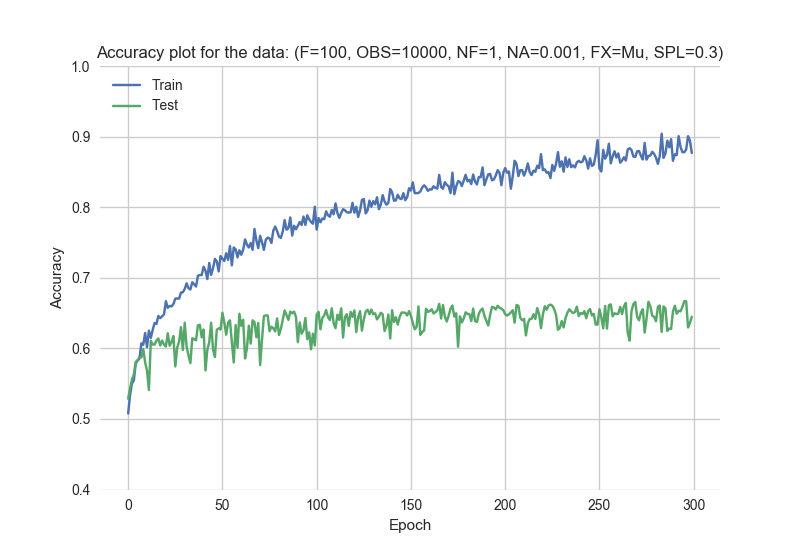 Accuracy plot for the data: (F=100, OBS=10000, NF=1, NA=0.001, FX=Mu, SPL=0.3)
Train
Test
1.0
0.9
0.8
0.7
0.6
0.5
0.4
Accuracy
0 50 100 150 200 250 300
Epoch